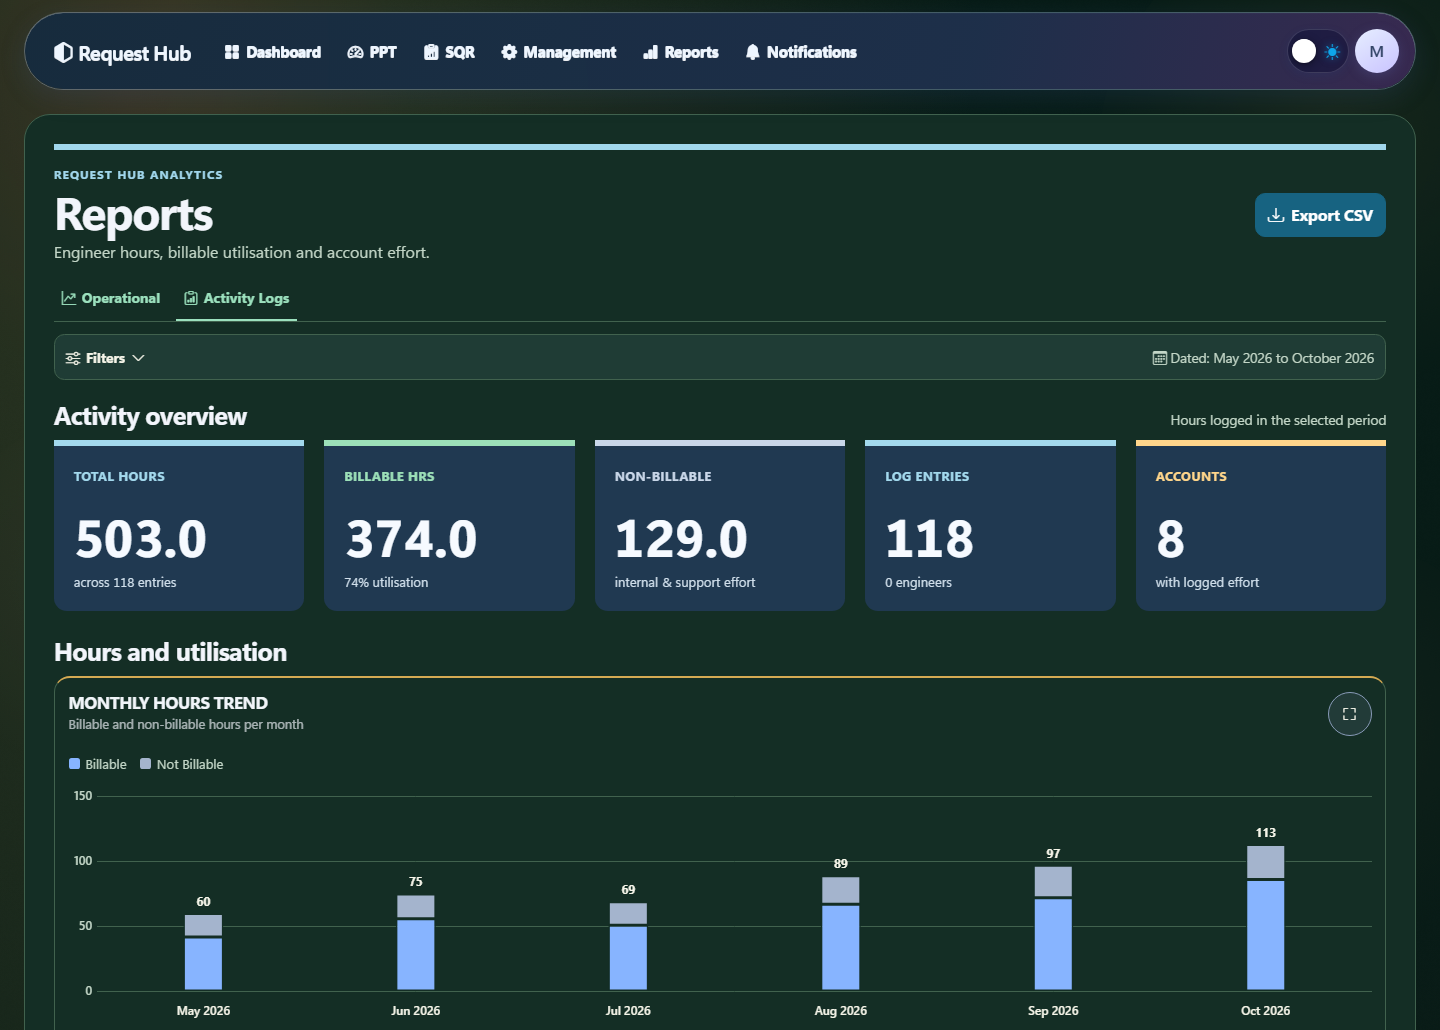 Request Hub
Dashboard
PPT
SQR
Management
Reports
Notifications
M
REQUEST HUB ANALYTICS
Reports
Engineer hours, billable utilisation and account effort.
Export CSV
Operational
Activity Logs
Filters
Dated: May 2026 to October 2026
Activity overview
Hours logged in the selected period
TOTAL HOURS
503.0
across 118 entries
BILLABLE HRS
374.0
74% utilisation
NON-BILLABLE
129.0
internal & support effort
LOG ENTRIES
118
0 engineers
ACCOUNTS
8
with logged effort
Hours and utilisation
MONTHLY HOURS TREND
Billable and non-billable hours per month
Billable
Not Billable
150
100
50
0
60
75
69
89
97
113
May 2026
Jun 2026
Jul 2026
Aug 2026
Sep 2026
Oct 2026